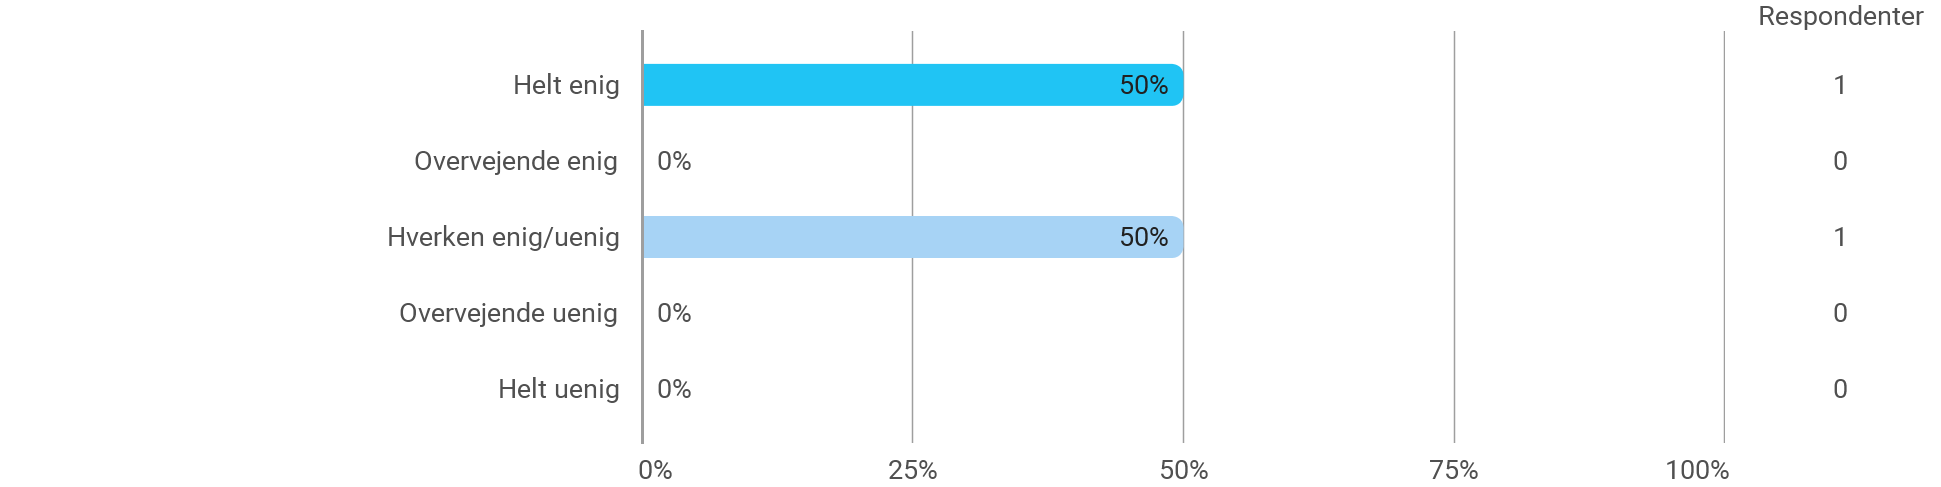 Respondenter
Helt enig 50% 1
Overvejende enig 0% 0
Hverken enig/uenig 50% 1
Overvejende uenig 0% 0
Helt uenig 0% 0
0% 25% 50% 75% 100%